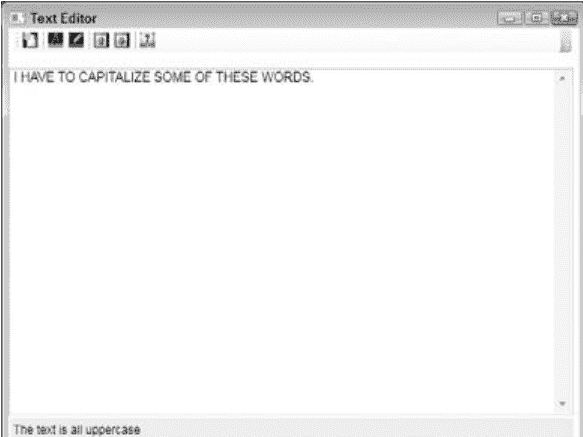 Text Editor
I HAVE TO CAPITALIZE SOME OF THESE WORDS.
The text is all uppercase